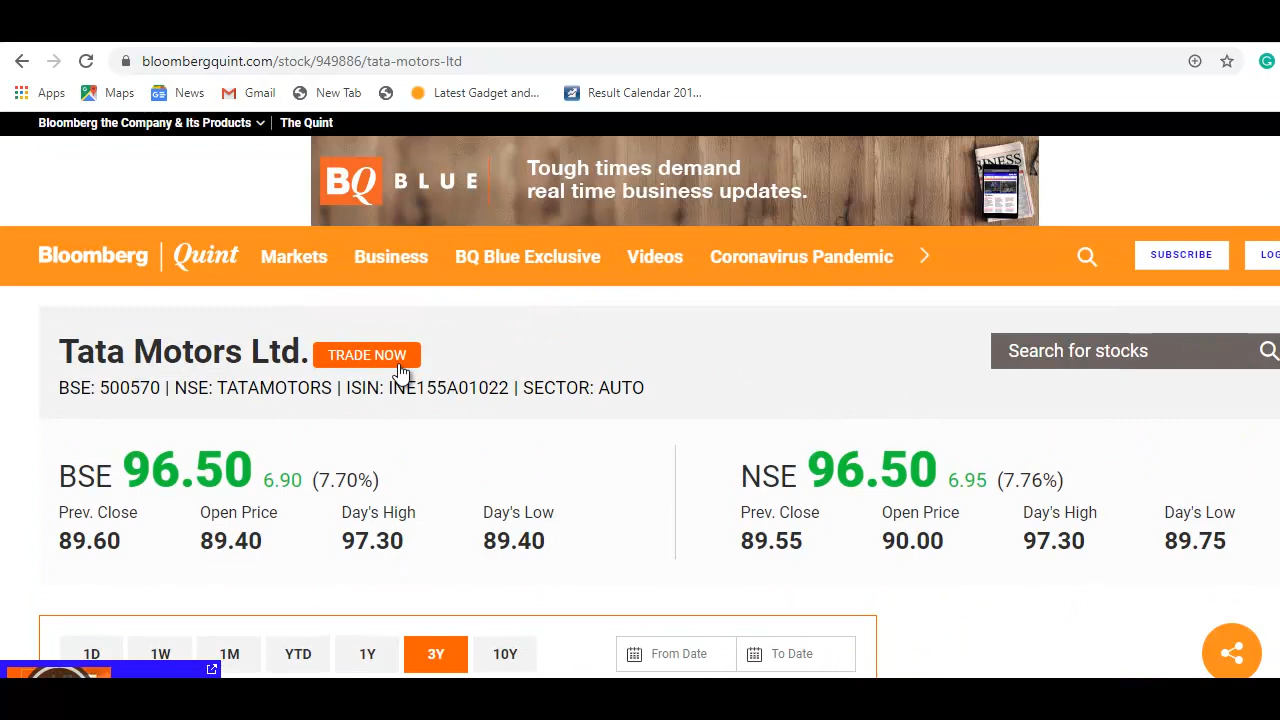 bloombergquint.com/stock/949886/tata-motors-ltd
Apps Maps News Gmail New Tab Latest Gadget and... Result Calendar 201...
Bloomberg the Company & Its Products | The Quint
BQ BLUE
Tough times demand
real time business updates.
Bloomberg | Quint Markets Business BQ Blue Exclusive Videos Coronavirus Pandemic SUBSCRIBE LOG
Tata Motors Ltd. TRADE NOW
Search for stocks
BSE: 500570 | NSE: TATAMOTORS | ISIN: INE155A01022 | SECTOR: AUTO
BSE 96.50 6.90 (7.70%) NSE 96.50 6.95 (7.76%)
Prev. Close Open Price Day's High Day's Low Prev. Close Open Price Day's High Day's Low
89.60 89.40 97.30 89.40 89.55 90.00 97.30 89.75
1D 1W 1M YTD 1Y 3Y 10Y From Date To Date